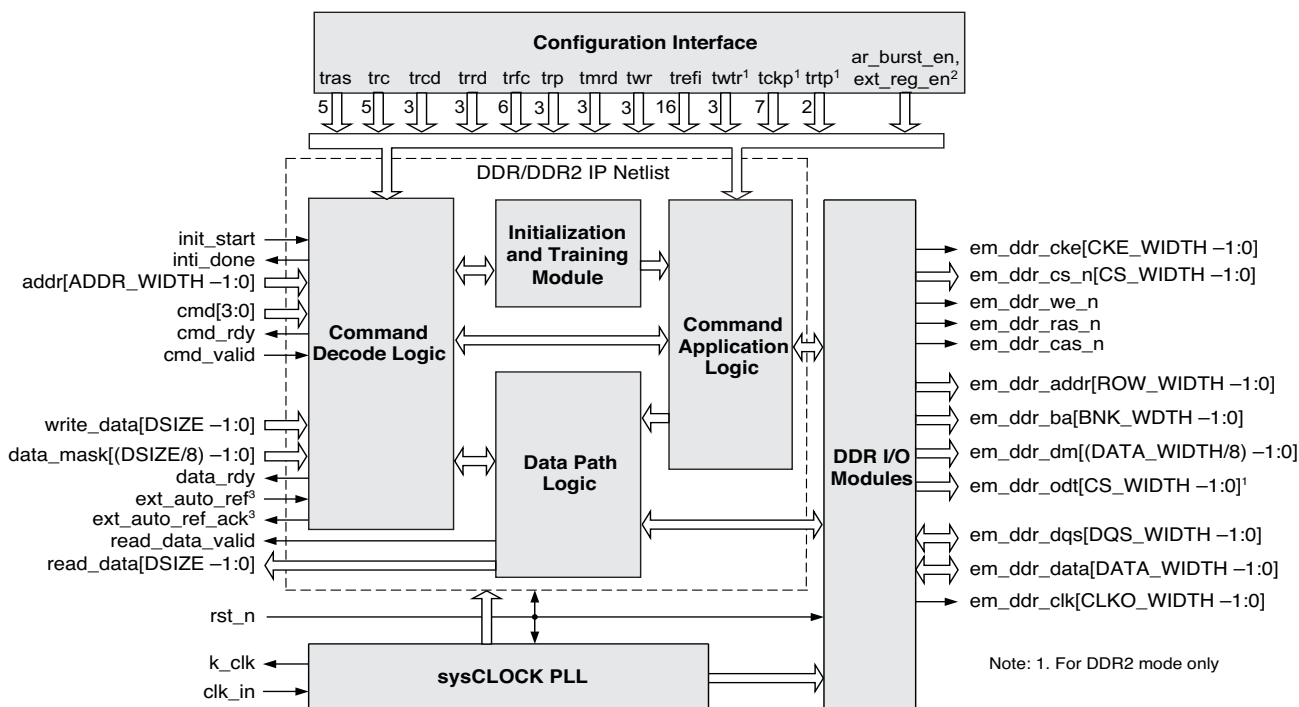 Configuration Interface
ar_burst_en,
tras trc trcd trrd trfc trp tmrd twr trefi twtr¹ tckp¹ trtp¹ ext_reg_en²
5 5 3 3 6 3 3 3 16 3 7 2
DDR/DDR2 IP Netlist
init_start
inti_done
addr[ADDR_WIDTH –1:0]
cmd[3:0]
cmd_rdy
cmd_valid
write_data[DSIZE –1:0]
data_mask[(DSIZE/8) –1:0]
data_rdy
ext_auto_ref³
ext_auto_ref_ack³
read_data_valid
read_data[DSIZE –1:0]
rst_n
k_clk
clk_in
Command
Decode Logic
Initialization
and Training
Module
Command
Application
Logic
Data Path
Logic
sysCLOCK PLL
DDR I/O
Modules
em_ddr_cke[CKE_WIDTH –1:0]
em_ddr_cs_n[CS_WIDTH –1:0]
em_ddr_we_n
em_ddr_ras_n
em_ddr_cas_n
em_ddr_addr[ROW_WIDTH –1:0]
em_ddr_ba[BNK_WDTH –1:0]
em_ddr_dm[(DATA_WIDTH/8) –1:0]
em_ddr_odt[CS_WIDTH –1:0]¹
em_ddr_dqs[DQS_WIDTH –1:0]
em_ddr_data[DATA_WIDTH –1:0]
em_ddr_clk[CLKO_WIDTH –1:0]
Note: 1. For DDR2 mode only